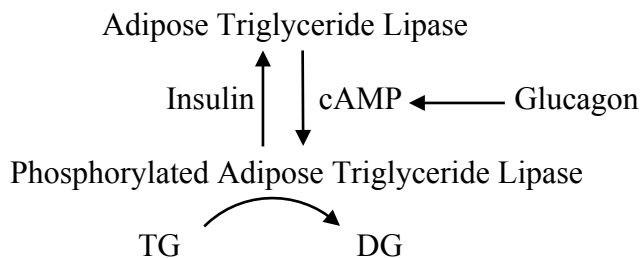 Adipose Triglyceride Lipase
Insulin cAMP Glucagon
Phosphorylated Adipose Triglyceride Lipase
TG DG